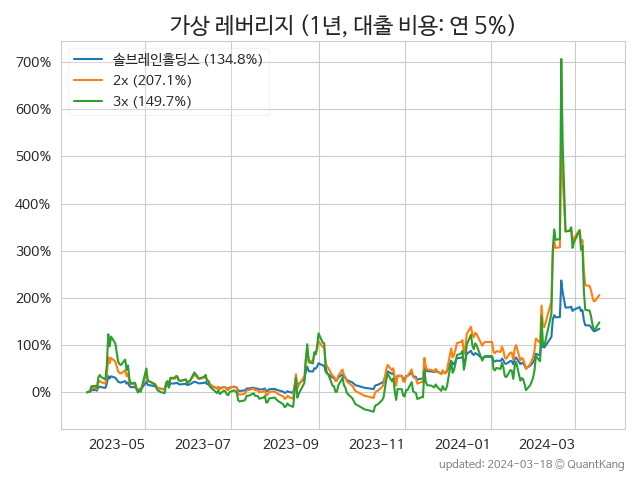 가상 레버리지 (1년, 대출 비용: 연 5%)
솔브레인홀딩스 (134.8%)
2x (207.1%)
3x (149.7%)
700%
600%
500%
400%
300%
200%
100%
0%
2023-05 2023-07 2023-09 2023-11 2024-01 2024-03
updated: 2024-03-18 © QuantKang